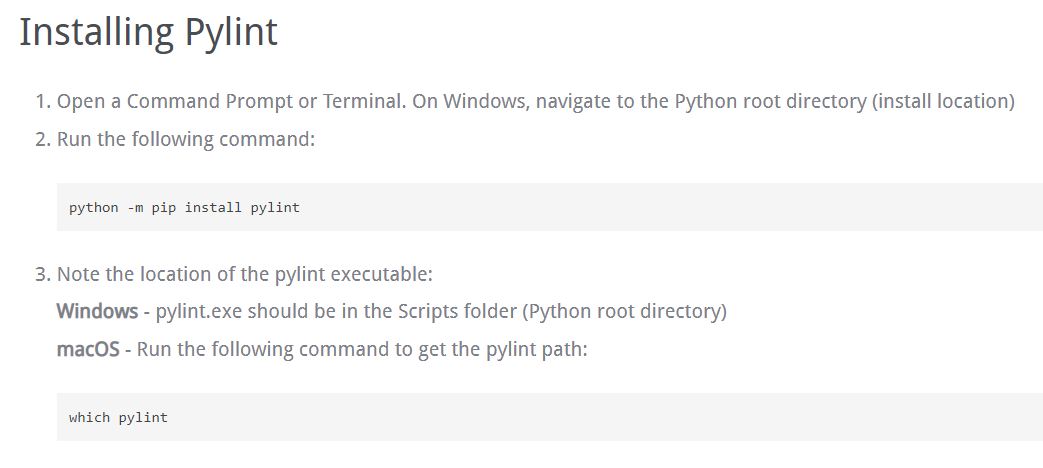 Installing Pylint
1. Open a Command Prompt or Terminal. On Windows, navigate to the Python root directory (install location)
2. Run the following command:
python -m pip install pylint
3. Note the location of the pylint executable:
Windows - pylint.exe should be in the Scripts folder (Python root directory)
macOS - Run the following command to get the pylint path:
which pylint